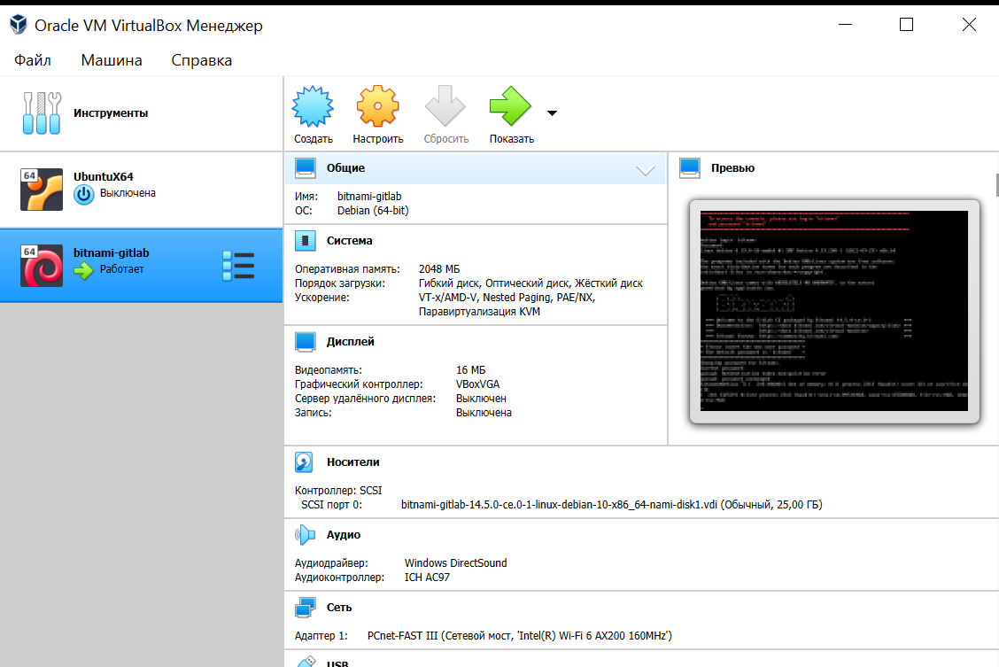 Oracle VM VirtualBox Менеджер
Файл Машина Справка
Инструменты
64
UbuntuX64
Выключена
64
bitnami-gitlab
Работает
Создать Настроить Сбросить Показать
Общие
Имя: bitnami-gitlab
ОС: Debian (64-bit)
Система
Оперативная память: 2048 МБ
Порядок загрузки: Гибкий диск, Оптический диск, Жёсткий диск
Ускорение: VT-x/AMD-V, Nested Paging, PAE/NX,
Паравиртуализация KVM
Дисплей
Видеопамять: 16 МБ
Графический контроллер: VBoxVGA
Сервер удалённого дисплея: Выключен
Запись: Выключена
Превью
Носители
Контроллер: SCSI
SCSI порт 0: bitnami-gitlab-14.5.0-ce.0-1-linux-debian-10-x86_64-nami-disk1.vdi (Обычный, 25,00 ГБ)
Аудио
Аудиодрайвер: Windows DirectSound
Аудиоконтроллер: ICH AC97
Сеть
Адаптер 1: PCnet-FAST III (Сетевой мост, 'Intel(R) Wi-Fi 6 AX200 160MHz')
USB